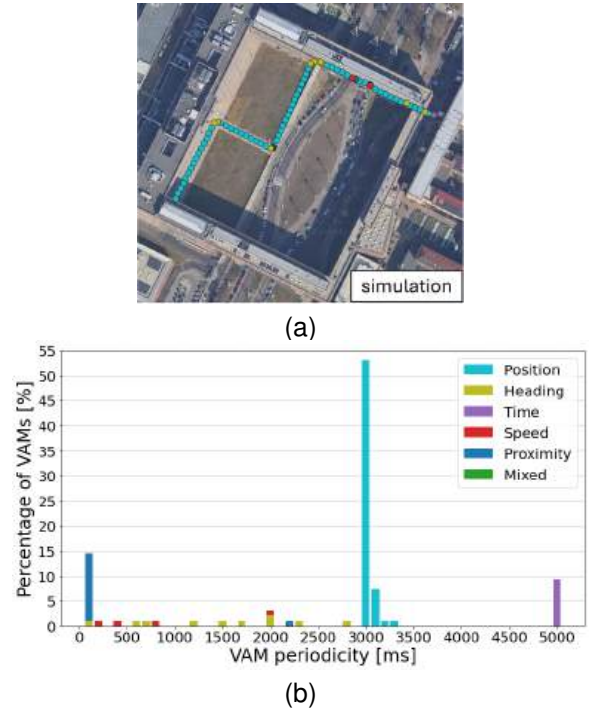 simulation
(a)
55
50
45
40
35
30
25
20
15
10
5
0
Percentage of VAMs [%]
Position
Heading
Time
Speed
Proximity
Mixed
0 500 1000 1500 2000 2500 3000 3500 4000 4500 5000
VAM periodicity [ms]
(b)